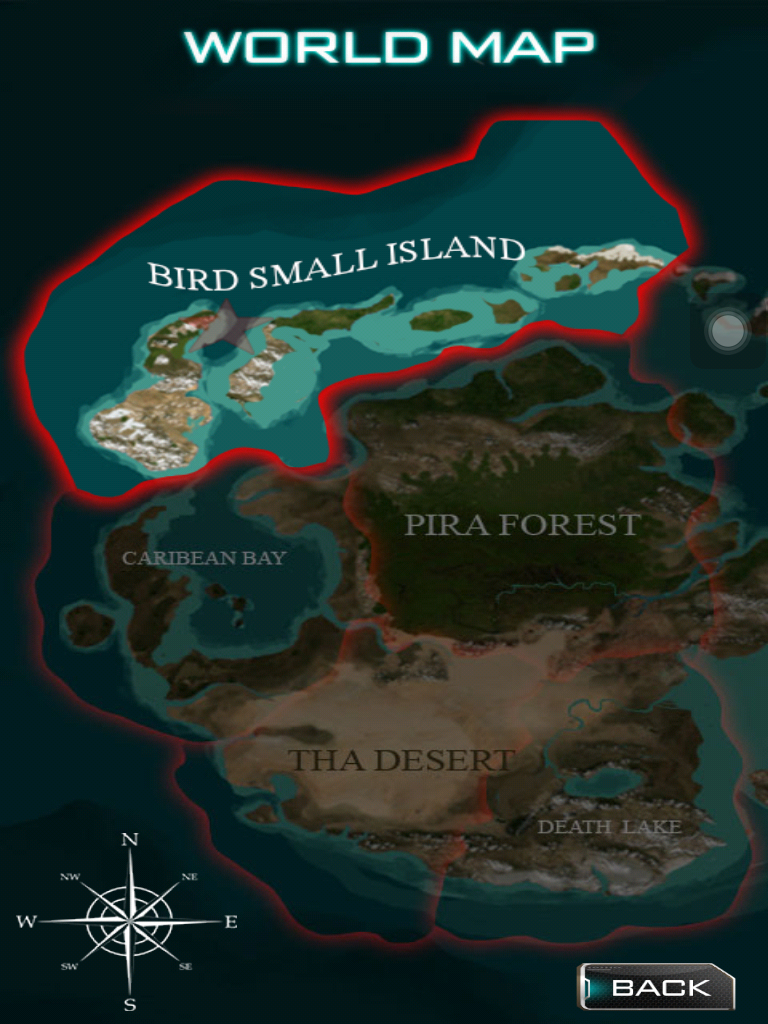 WORLD MAP
BIRD SMALL ISLAND
PIRA FOREST
CARIBEAN BAY
THA DESERT
DEATH LAKE
N
NW
NE
W
E
SW
SE
S
BACK